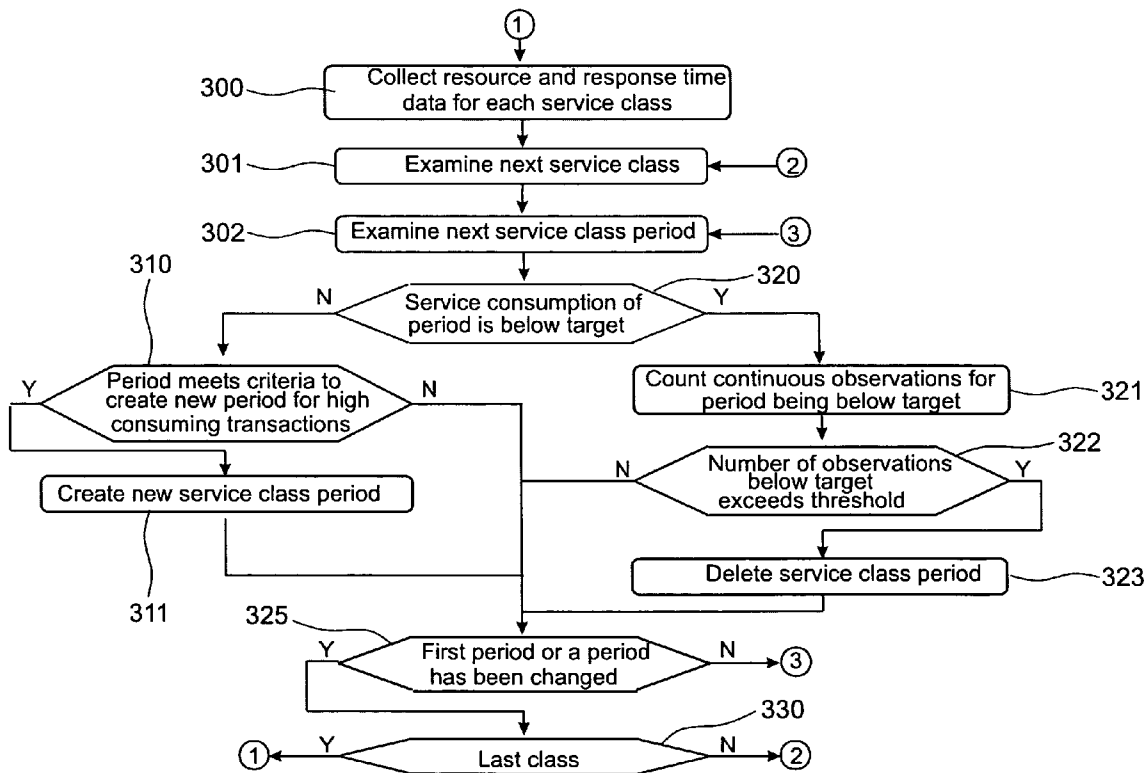 1
300
Collect resource and response time
data for each service class
301
Examine next service class
2
302
Examine next service class period
3
310
320
N
Service consumption of
period is below target
Y
Y
Period meets criteria to
create new period for high
consuming transactions
N
Count continuous observations for
period being below target
321
322
N
Number of observations
below target
exceeds threshold
Y
Create new service class period
311
Delete service class period
323
325
Y
First period or a period
has been changed
N
3
330
1
Y
Last class
N
2